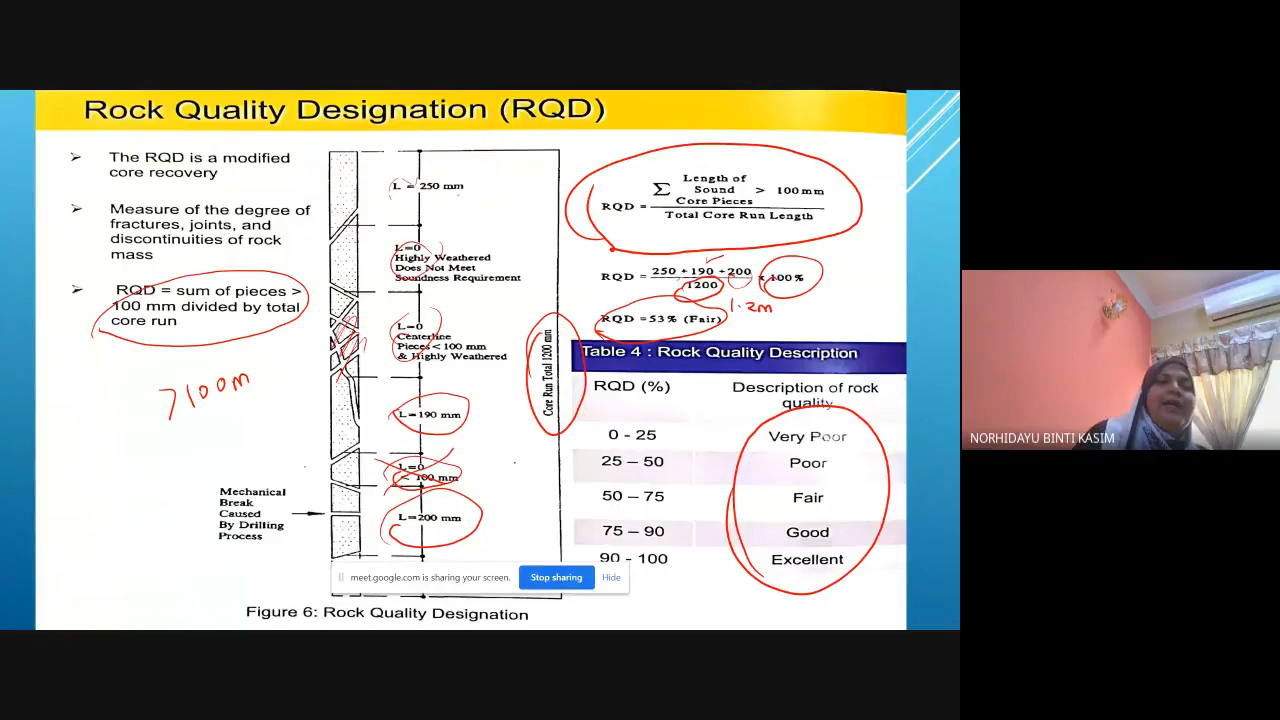 Rock Quality Designation (RQD)
The RQD is a modified
core recovery
Measure of the degree of
fractures, joints, and
discontinuities of rock
mass
RQD = sum of pieces >
100 mm divided by total
core run
>100m
Mechanical
Break
Caused
By Drilling
Process
L = 250 mm
L=0
Highly Weathered
Does Not Meet
Soundness Requirement
L=0
Centerline
Pieces < 100 mm
& Highly Weathered
L=190 mm
L=0
< 100 mm
L=200 mm
Core Run Total 1200 mm
meet.google.com is sharing your screen.
Stop sharing
Hide
Figure 6: Rock Quality Designation
Length of
Σ Sound > 100 mm
Core Pieces
RQD =
Total Core Run Length
RQD = 250 + 190 + 200 x 100%
1200
1.2m
RQD = 53% (Fair)
Table 4 : Rock Quality Description
RQD (%) Description of rock
quality
0 - 25 Very Poor
25 – 50 Poor
50 – 75 Fair
75 – 90 Good
90 - 100 Excellent
NORHIDAYU BINTI KASIM